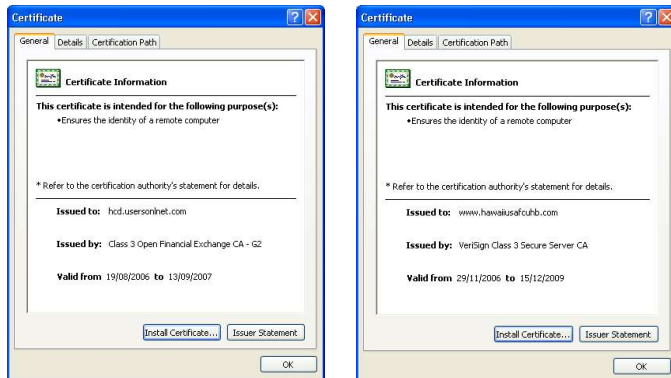 Certificate
General Details Certification Path
Certificate Information
This certificate is intended for the following purpose(s):
•Ensures the identity of a remote computer
* Refer to the certification authority's statement for details.
Issued to: hcd.usersonlnet.com
Issued by: Class 3 Open Financial Exchange CA - G2
Valid from 19/08/2006 to 13/09/2007
Install Certificate... Issuer Statement
OK
Certificate
General Details Certification Path
Certificate Information
This certificate is intended for the following purpose(s):
•Ensures the identity of a remote computer
* Refer to the certification authority's statement for details.
Issued to: www.hawaiiusafcuhb.com
Issued by: VeriSign Class 3 Secure Server CA
Valid from 29/11/2006 to 15/12/2009
Install Certificate... Issuer Statement
OK